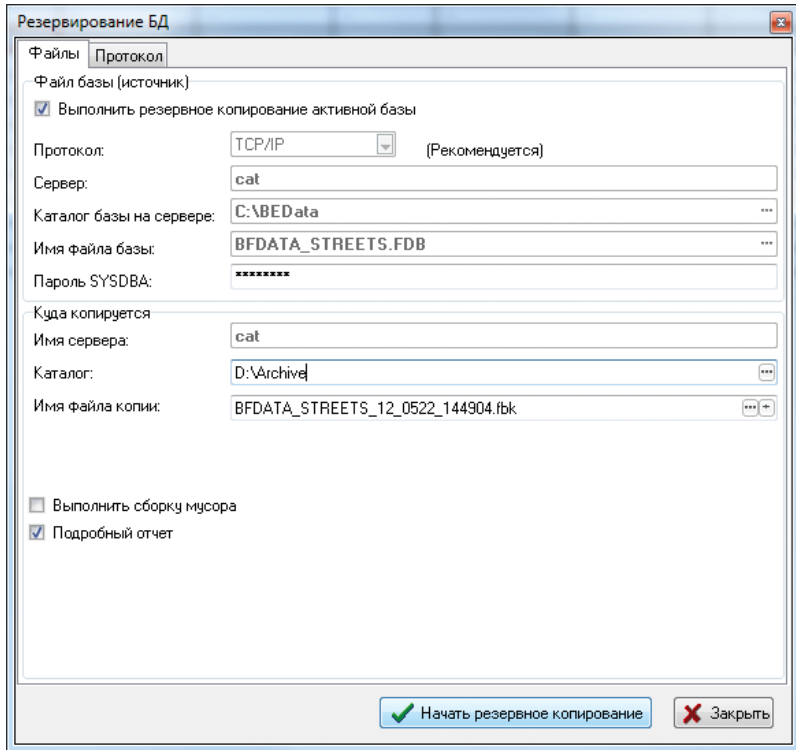 Резервирование БД
Файлы Протокол
Файл базы (источник)
Выполнить резервное копирование активной базы
Протокол: TCP/IP (Рекомендуется)
Сервер: cat
Каталог базы на сервере: C:\BEData ...
Имя файла базы: BFDATA_STREETS.FDB ...
Пароль SYSDBA: ********
Куда копируется
Имя сервера: cat
Каталог: D:\Archive ...
Имя файла копии: BFDATA_STREETS_12_0522_144904.fbk ... +
Выполнить сборку мусора
Подробный отчет
Начать резервное копирование Закрыть